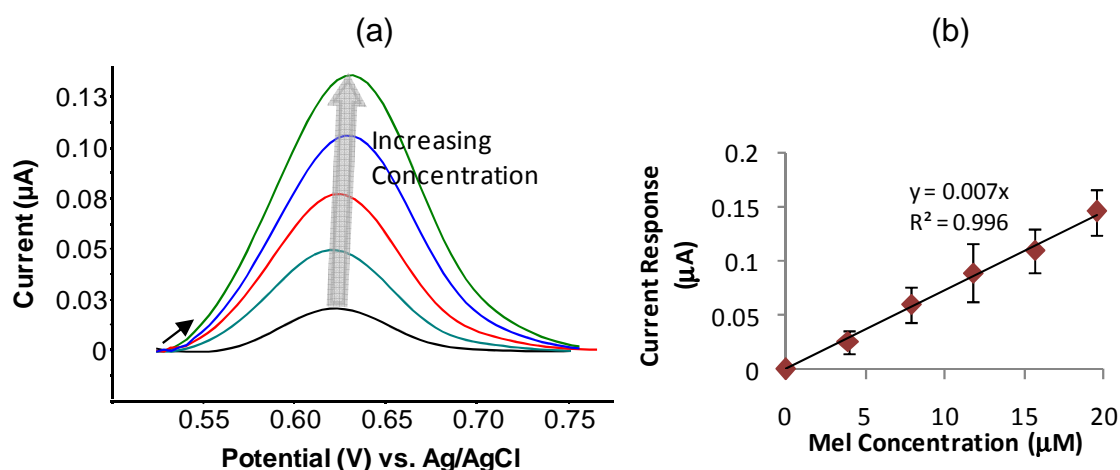 (a)
0.13
0.10
0.08
0.05
0.03
0
Current (µA)
Increasing
Concentration
0.55 0.60 0.65 0.70 0.75
Potential (V) vs. Ag/AgCl
(b)
0.2
0.15
0.1
0.05
0
Current Response
(µA)
y = 0.007x
R² = 0.996
0 5 10 15 20
Mel Concentration (µM)